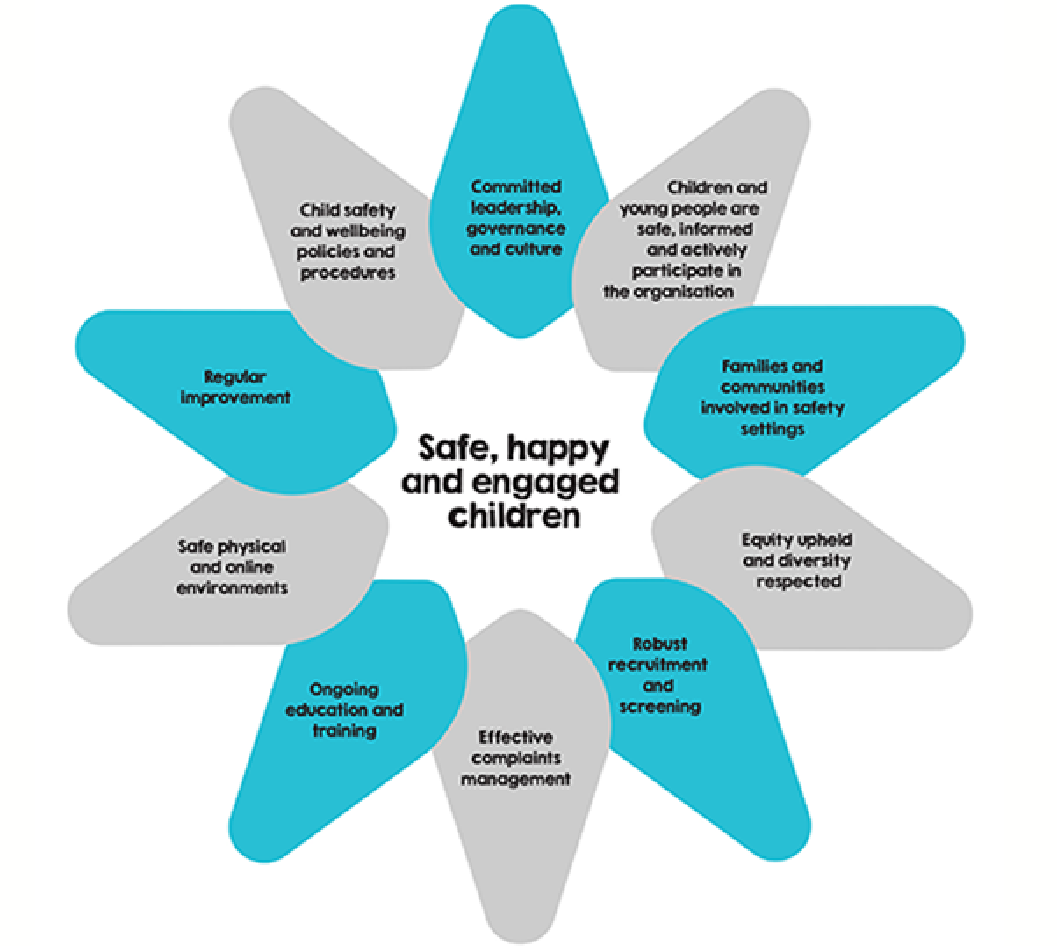 Committed
leadership,
governance
and culture
Children and
young people are
safe, informed
and actively
participate in
the organisation
Families and
communities
involved in safety
settings
Equity upheld
and diversity
respected
Robust
recruitment
and
screening
Effective
complaints
management
Ongoing
education and
training
Safe physical
and online
environments
Regular
improvement
Child safety
and wellbeing
policies and
procedures
Safe, happy
and engaged
children